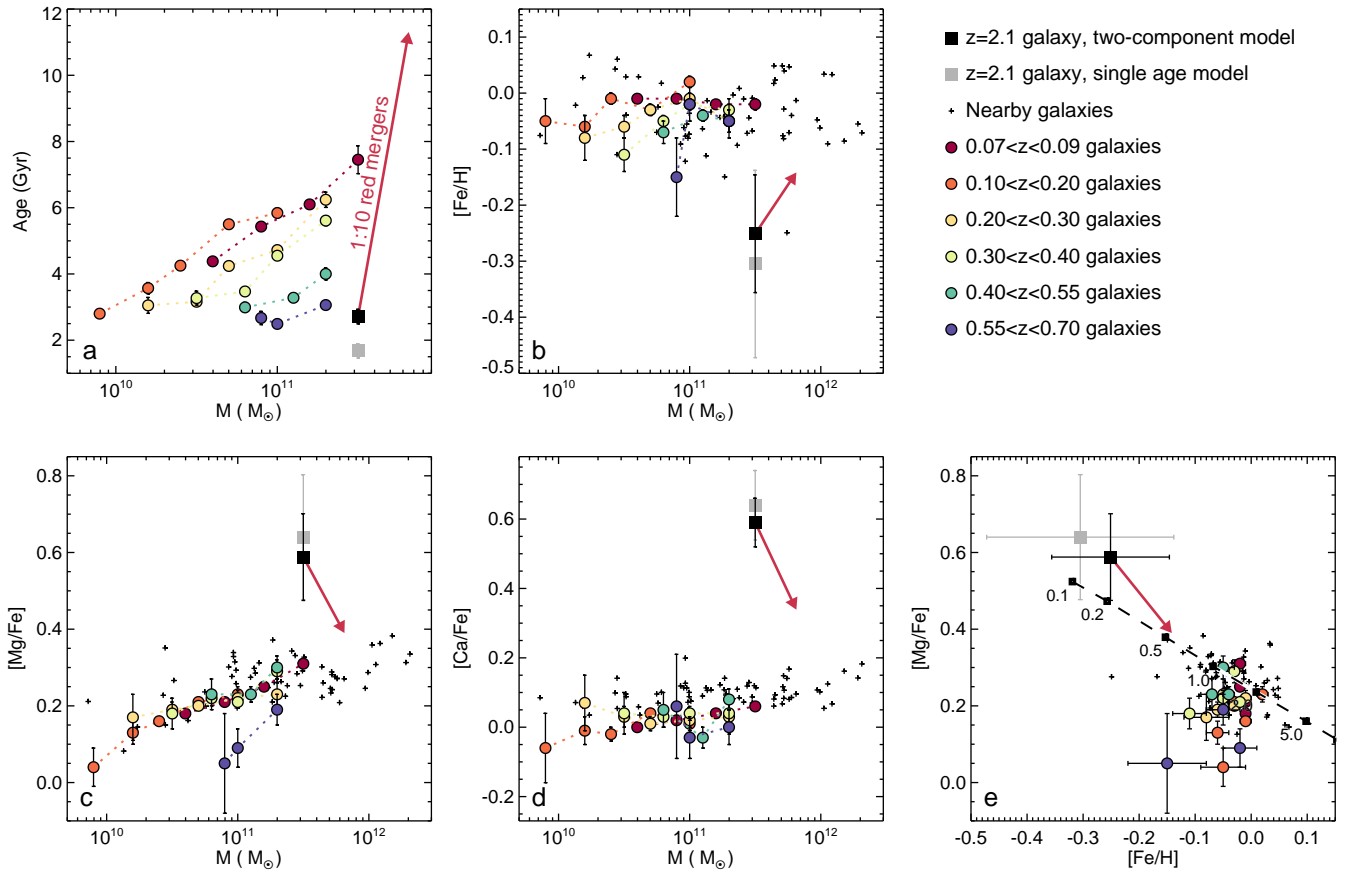 12
10
8
6
4
2
Age (Gyr)
1:10 red mergers
a
10^10
10^11
M ( M⊙)
0.1
0.0
-0.1
-0.2
-0.3
-0.4
-0.5
[Fe/H]
b
10^10
10^11
10^12
M ( M⊙)
z=2.1 galaxy, two-component model
z=2.1 galaxy, single age model
Nearby galaxies
0.07<z<0.09 galaxies
0.10<z<0.20 galaxies
0.20<z<0.30 galaxies
0.30<z<0.40 galaxies
0.40<z<0.55 galaxies
0.55<z<0.70 galaxies
0.8
0.6
0.4
0.2
0.0
[Mg/Fe]
c
10^10
10^11
10^12
M ( M⊙)
0.6
0.4
0.2
0.0
-0.2
[Ca/Fe]
d
10^10
10^11
10^12
M ( M⊙)
0.8
0.6
0.4
0.2
0.0
[Mg/Fe]
0.1
0.2
0.5
1.0
5.0
e
-0.5
-0.4
-0.3
-0.2
-0.1
0.0
0.1
[Fe/H]